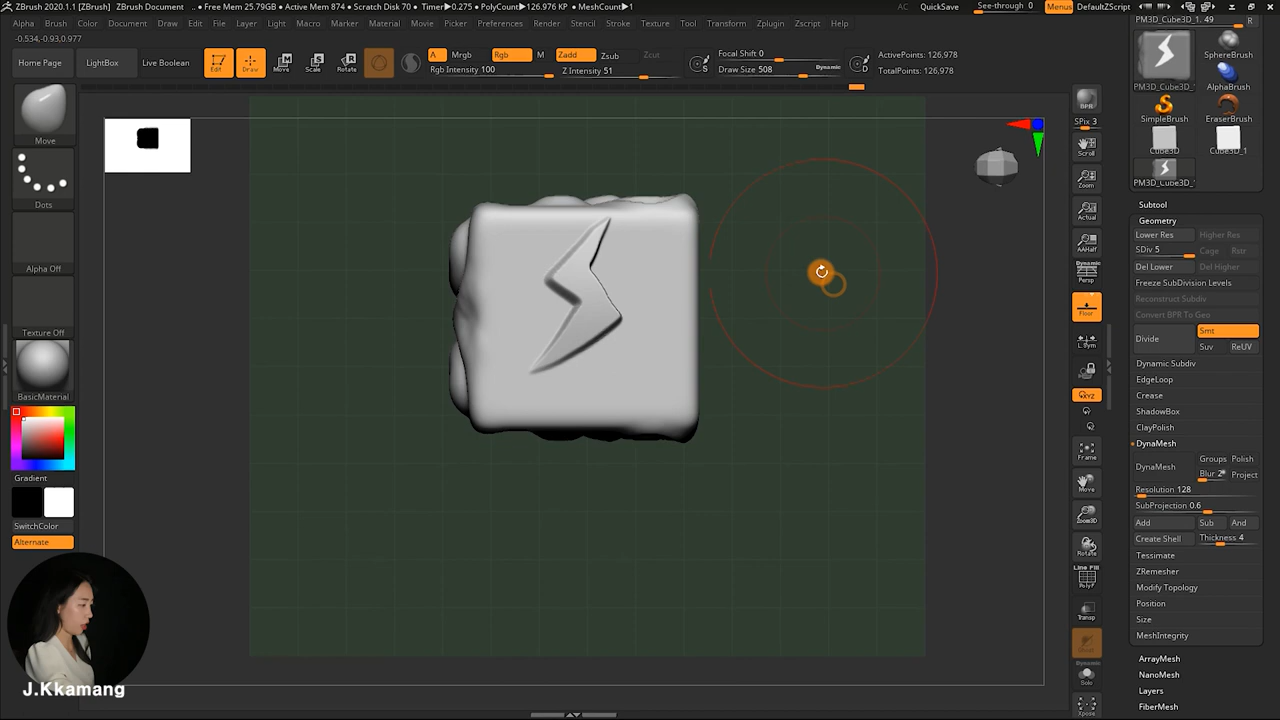 ZBrush 2020.1.1 [ZBrush]   ZBrush Document   .. • Free Mem 25.79GB • Active Mem 874 • Scratch Disk 70 • Timer▶0.275 • PolyCount▶126.976 KP • MeshCount▶1
AC QuickSave See-through 0 Menus DefaultZScript
Alpha Brush Color Document Draw Edit File Layer Light Macro Marker Material Movie Picker Preferences Render Stencil Stroke Texture Tool Transform Zplugin Zscript Help
-0.534,-0.93,0.977
Home Page LightBox Live Boolean
Edit Draw Move Scale Rotate
A Mrgb Rgb M Zadd Zsub Zcut
Rgb Intensity 100 Z Intensity 51
Focal Shift 0
Draw Size 508 Dynamic
S D
ActivePoints: 126,978
TotalPoints: 126,978
Move
Dots
Alpha Off
Texture Off
BasicMaterial
Gradient
SwitchColor
Alternate
J.Kkamang
BPR
SPix 3
Scroll
Zoom
Actual
AAHalf
Dynamic
Persp
Floor
L.Sym
xyz
Frame
Move
Zoom3D
Rotate
Line Fill
PolyF
Transp
Dynamic
Solo
Xpose
PM3D_Cube3D_1. 49 R
SphereBrush
PM3D_Cube3D_ AlphaBrush
SimpleBrush EraserBrush
Cube3D Cube3D_1
PM3D_Cube3D_
Subtool
Geometry
Lower Res Higher Res
SDiv 5 Cage Rstr
Del Lower Del Higher
Freeze SubDivision Levels
Reconstruct Subdiv
Convert BPR To Geo
Divide Smt
Suv ReUV
Dynamic Subdiv
EdgeLoop
Crease
ShadowBox
ClayPolish
DynaMesh
DynaMesh Groups Polish
Blur 2 Project
Resolution 128
SubProjection 0.6
Add Sub And
Create Shell Thickness 4
Tessimate
ZRemesher
Modify Topology
Position
Size
MeshIntegrity
ArrayMesh
NanoMesh
Layers
FiberMesh